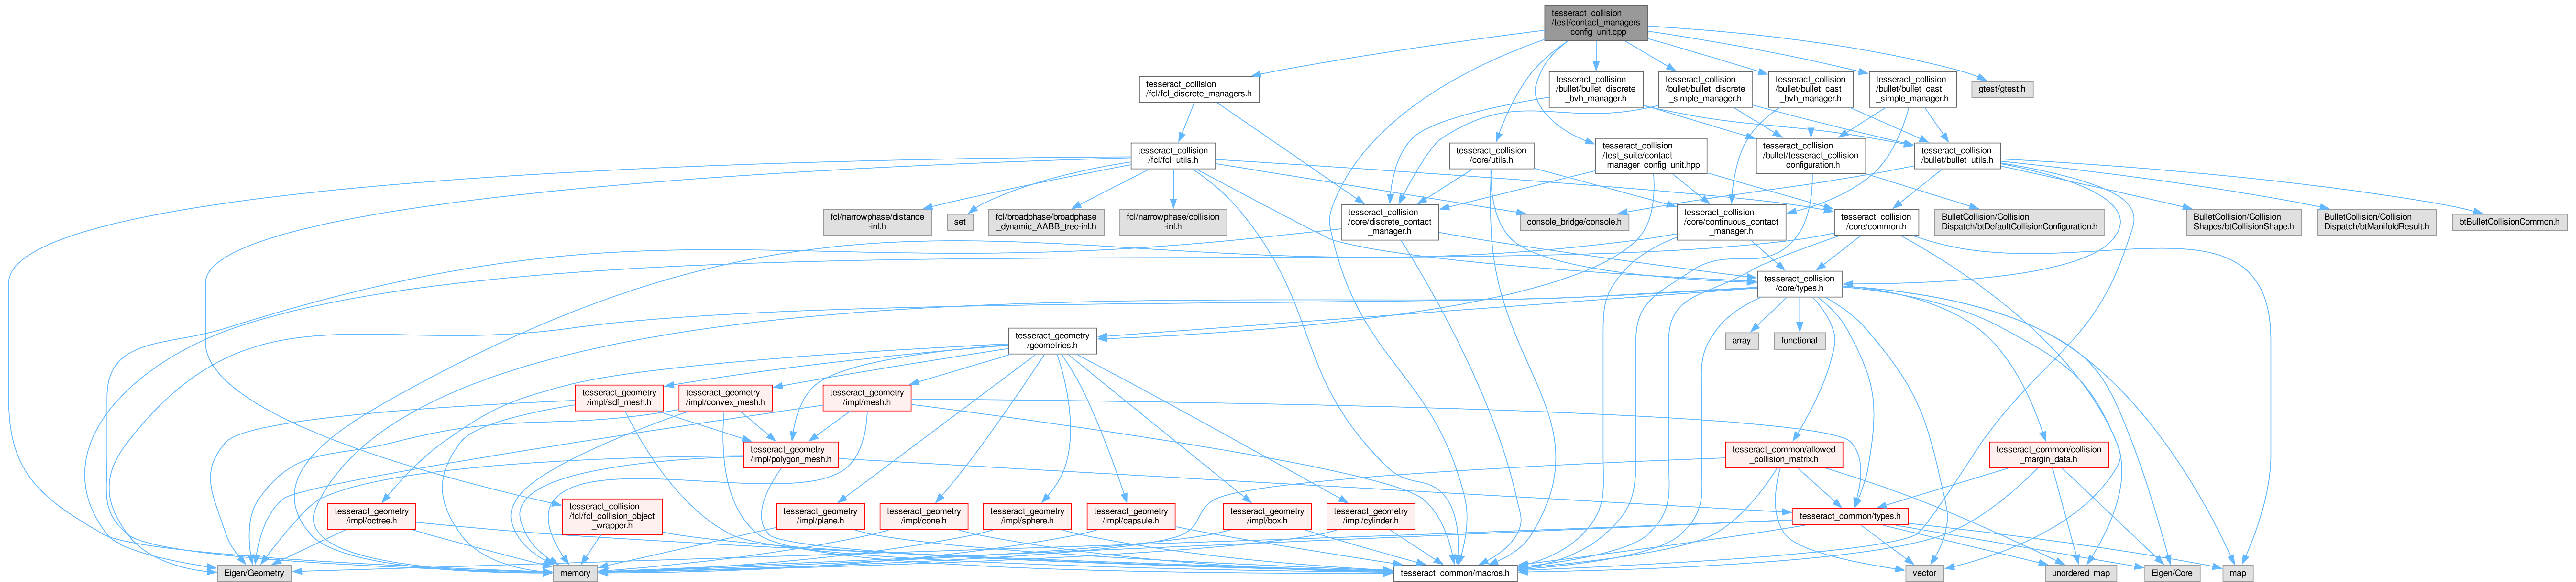 tesseract_collision
/test/contact_managers
_config_unit.cpp
tesseract_collision
/fcl/fcl_discrete_managers.h
tesseract_collision
/bullet/bullet_discrete
_bvh_manager.h
tesseract_collision
/bullet/bullet_discrete
_simple_manager.h
tesseract_collision
/bullet/bullet_cast
_bvh_manager.h
tesseract_collision
/bullet/bullet_cast
_simple_manager.h
gtest/gtest.h
tesseract_collision
/fcl/fcl_utils.h
tesseract_collision
/core/utils.h
tesseract_collision
/test_suite/contact
_manager_config_unit.hpp
tesseract_collision
/bullet/tesseract_collision
_configuration.h
tesseract_collision
/bullet/bullet_utils.h
fcl/narrowphase/distance
-inl.h
set
fcl/broadphase/broadphase
_dynamic_AABB_tree-inl.h
fcl/narrowphase/collision
-inl.h
tesseract_collision
/core/discrete_contact
_manager.h
console_bridge/console.h
tesseract_collision
/core/continuous_contact
_manager.h
tesseract_collision
/core/common.h
BulletCollision/Collision
Dispatch/btDefaultCollisionConfiguration.h
BulletCollision/Collision
Shapes/btCollisionShape.h
BulletCollision/Collision
Dispatch/btManifoldResult.h
btBulletCollisionCommon.h
tesseract_collision
/core/types.h
tesseract_geometry
/geometries.h
array
functional
tesseract_geometry
/impl/sdf_mesh.h
tesseract_geometry
/impl/convex_mesh.h
tesseract_geometry
/impl/mesh.h
tesseract_geometry
/impl/polygon_mesh.h
tesseract_common/allowed
_collision_matrix.h
tesseract_common/collision
_margin_data.h
tesseract_geometry
/impl/octree.h
tesseract_collision
/fcl/fcl_collision_object
_wrapper.h
tesseract_geometry
/impl/plane.h
tesseract_geometry
/impl/cone.h
tesseract_geometry
/impl/sphere.h
tesseract_geometry
/impl/capsule.h
tesseract_geometry
/impl/box.h
tesseract_geometry
/impl/cylinder.h
tesseract_common/types.h
Eigen/Geometry
memory
tesseract_common/macros.h
vector
unordered_map
Eigen/Core
map